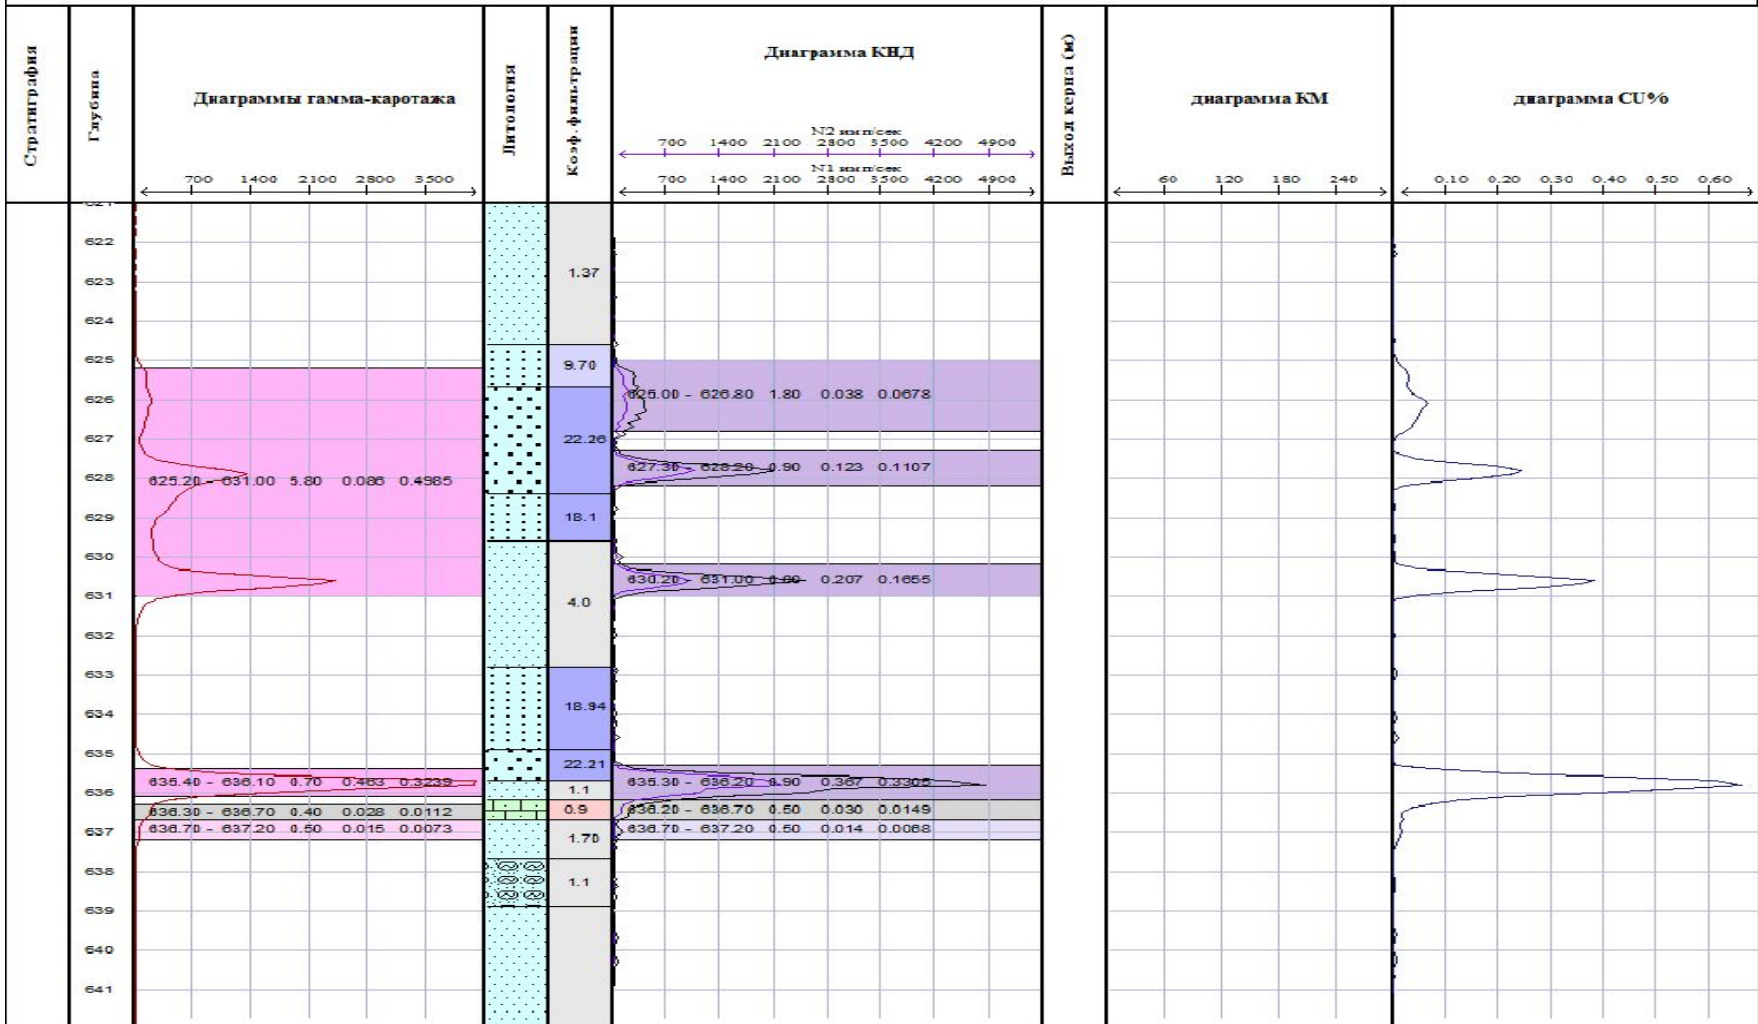 Стратиграфия
Глубина
Диаграммы гамма-каротажа
700 1400 2100 2800 3500
Литология
Коэф. фильтрации
Диаграмма КНД
N2 имп/сек
700 1400 2100 2800 3500 4200 4900
N1 имп/сек
700 1400 2100 2800 3500 4200 4900
Выход керна (м)
диаграмма КМ
60 120 180 240
диаграмма CU%
0.10 0.20 0.30 0.40 0.50 0.60
621
622
623
624
625
626
627
628
629
630
631
632
633
634
635
636
637
638
639
640
641
625.20 - 631.00 5.80 0.086 0.4985
635.40 - 636.10 0.70 0.463 0.3239
636.30 - 636.70 0.40 0.028 0.0112
636.70 - 637.20 0.50 0.015 0.0073
1.37
9.70
22.26
18.1
4.0
18.94
22.21
1.1
0.9
1.70
1.1
625.00 - 626.80 1.80 0.038 0.0678
627.30 - 628.20 0.90 0.123 0.1107
630.20 - 631.00 0.80 0.207 0.1655
635.30 - 636.20 0.90 0.367 0.3305
636.20 - 636.70 0.50 0.030 0.0149
636.70 - 637.20 0.50 0.014 0.0068